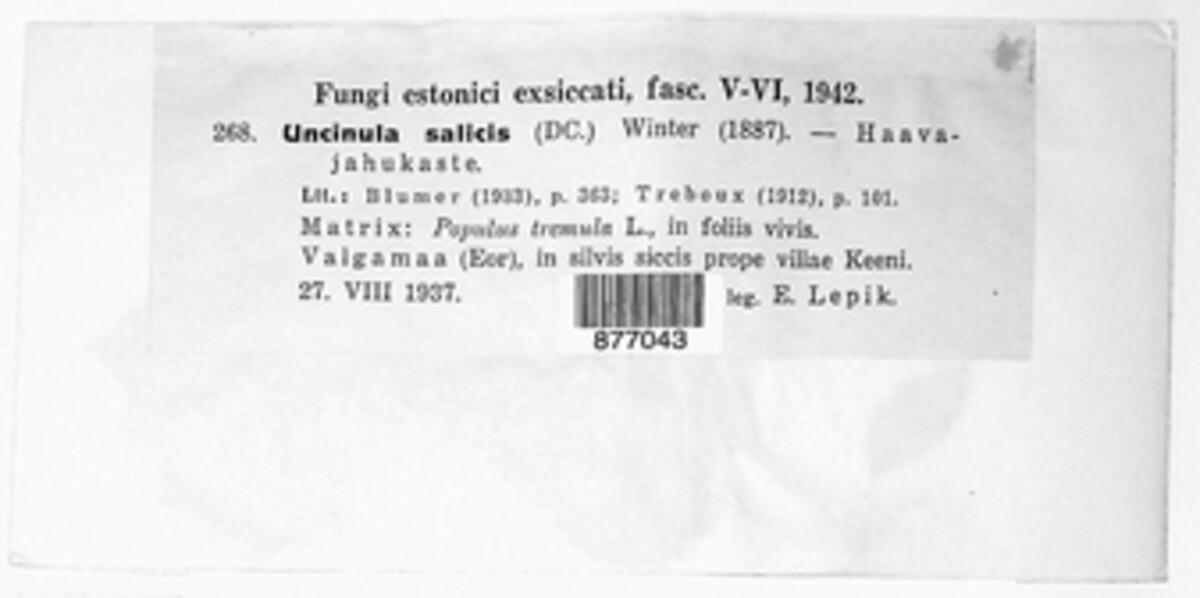 Fungi estonici exsiccati, fasc. V-VI, 1942.
268. Uncinula salicis (DC.) Winter (1887). — Haava-
jahukaste.
Lit.: Blumer (1933), p. 363; Treboux (1912), p. 101.
Matrix: Populus tremula L., in foliis vivis.
Valgamaa (Eor), in silvis siccis prope villae Keeni.
27. VIII 1937. leg. E. Lepik.
877043